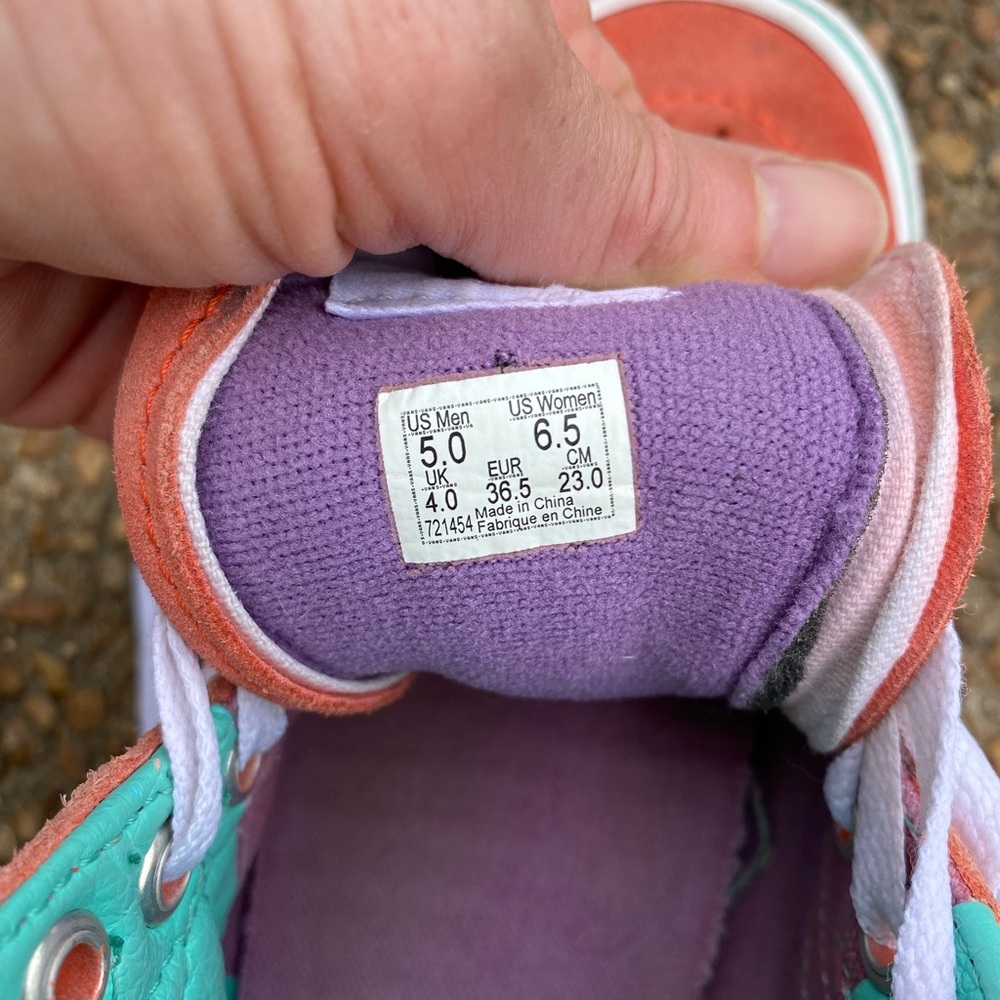 US Men US Women
5.0 6.5
UK EUR CM
4.0 36.5 23.0
Made in China
721454 Fabrique en Chine